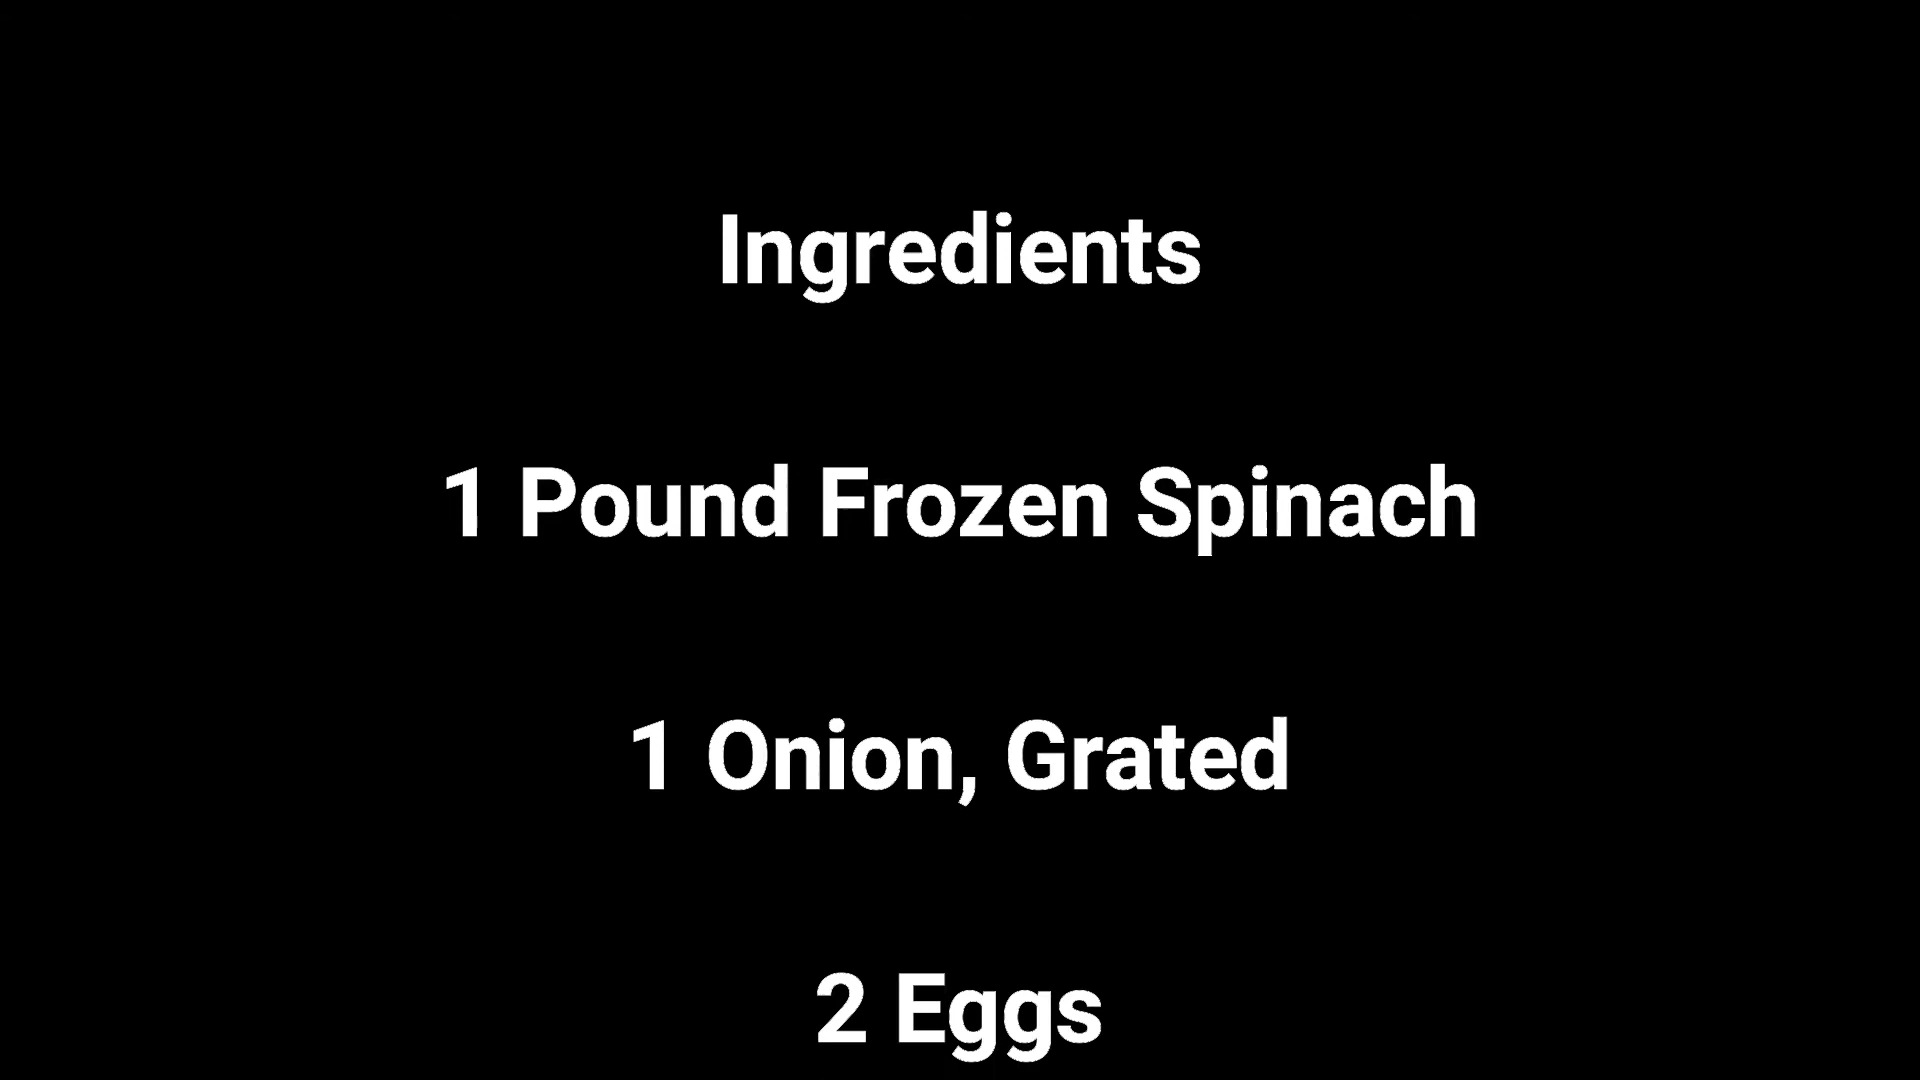 Ingredients
1 Pound Frozen Spinach
1 Onion, Grated
2 Eggs